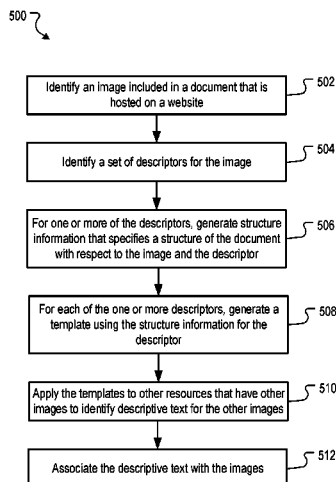 500
Identify an image included in a document that is
hosted on a website
502
Identify a set of descriptors for the image
504
For one or more of the descriptors, generate structure
information that specifies a structure of the document
with respect to the image and the descriptor
506
For each of the one or more descriptors, generate a
template using the structure information for the
descriptor
508
Apply the templates to other resources that have other
images to identify descriptive text for the other images
510
Associate the descriptive text with the images
512